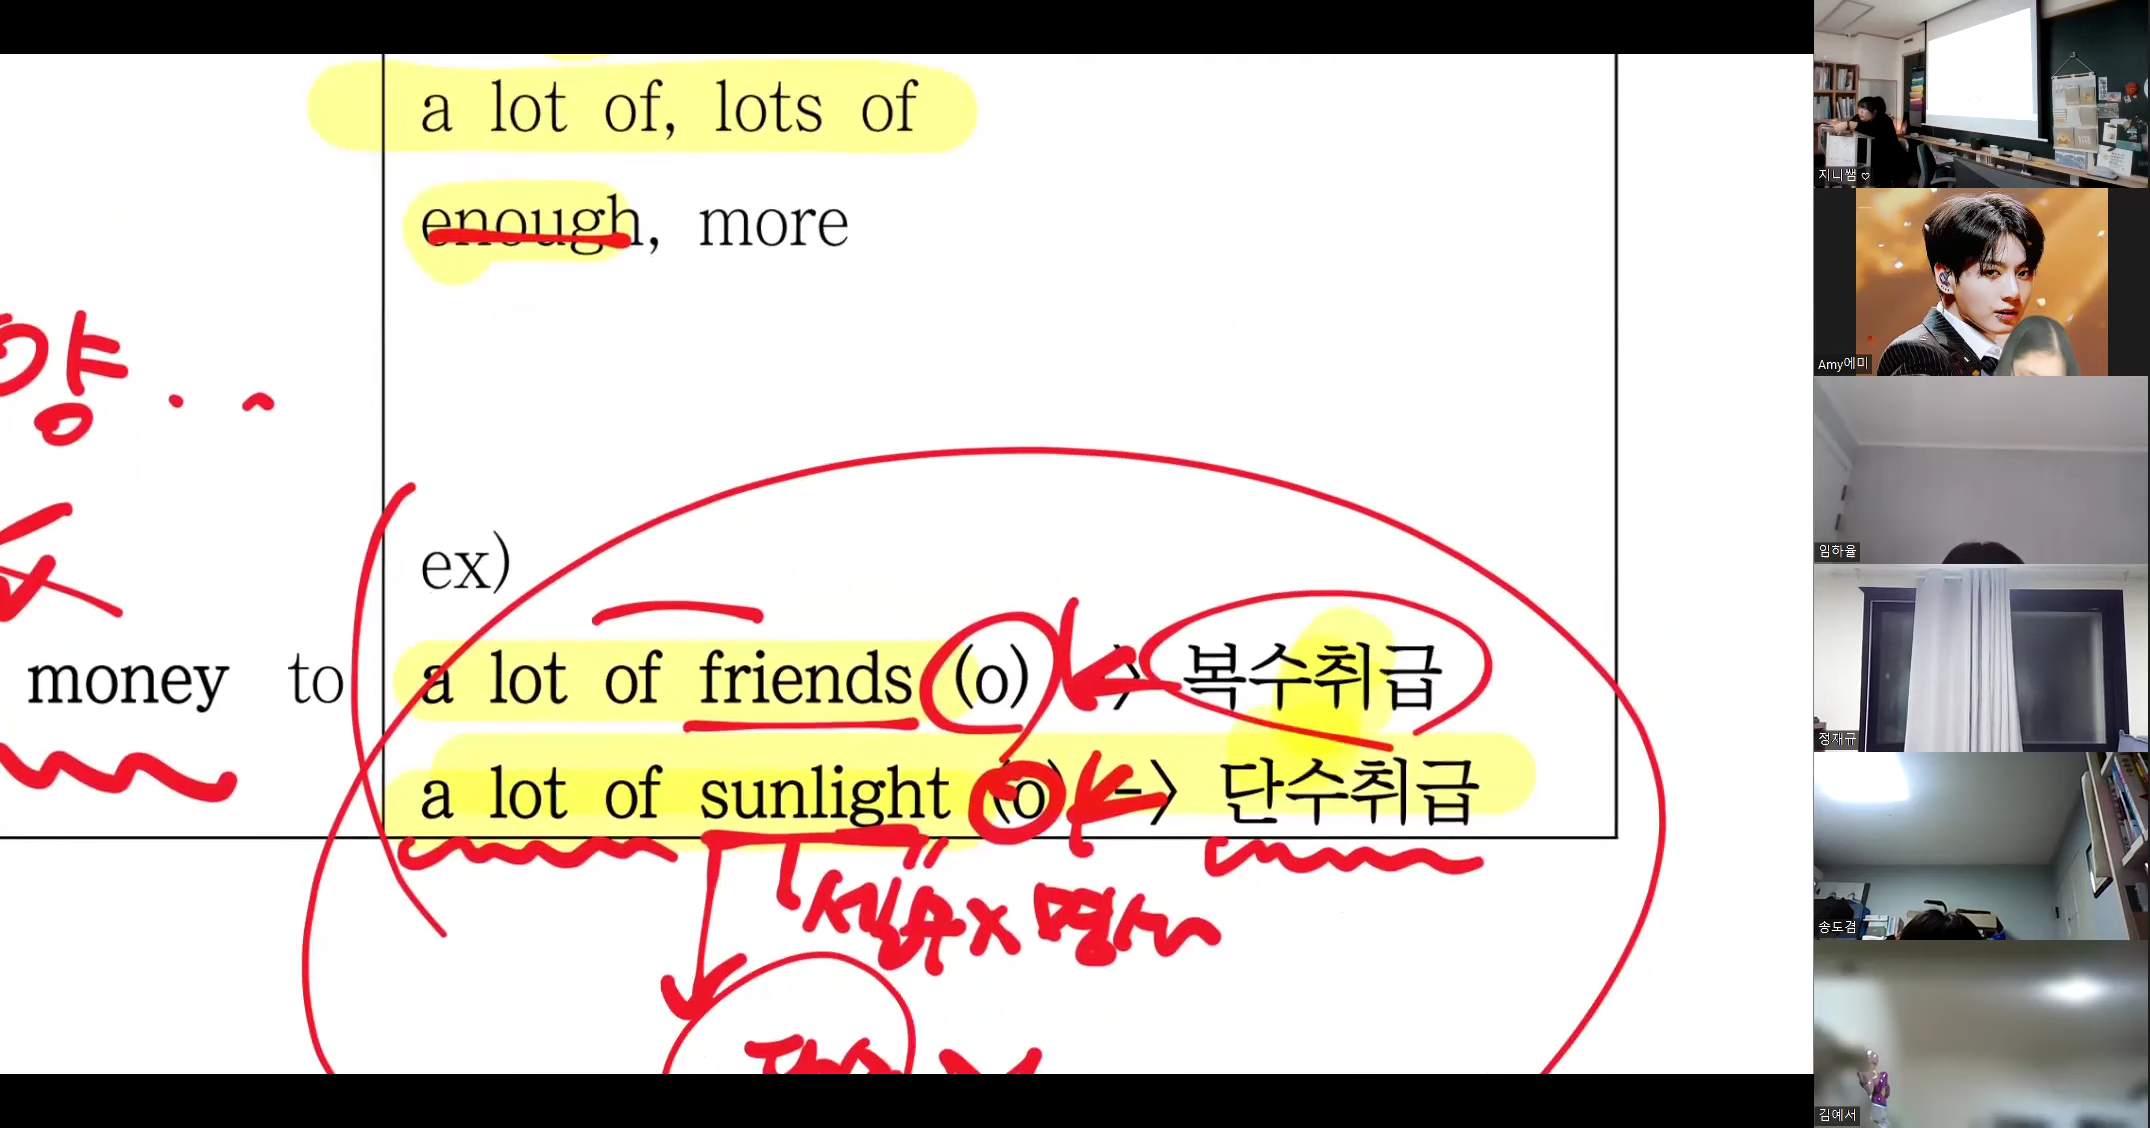 a lot of, lots of
enough, more
양..
ex)
money to
a lot of friends (o) -> 복수취급
a lot of sunlight (o) -> 단수취급
셀 수 x 명사
지니쌤♡
Amy에미
임하율
정재규
송도겸
김예서